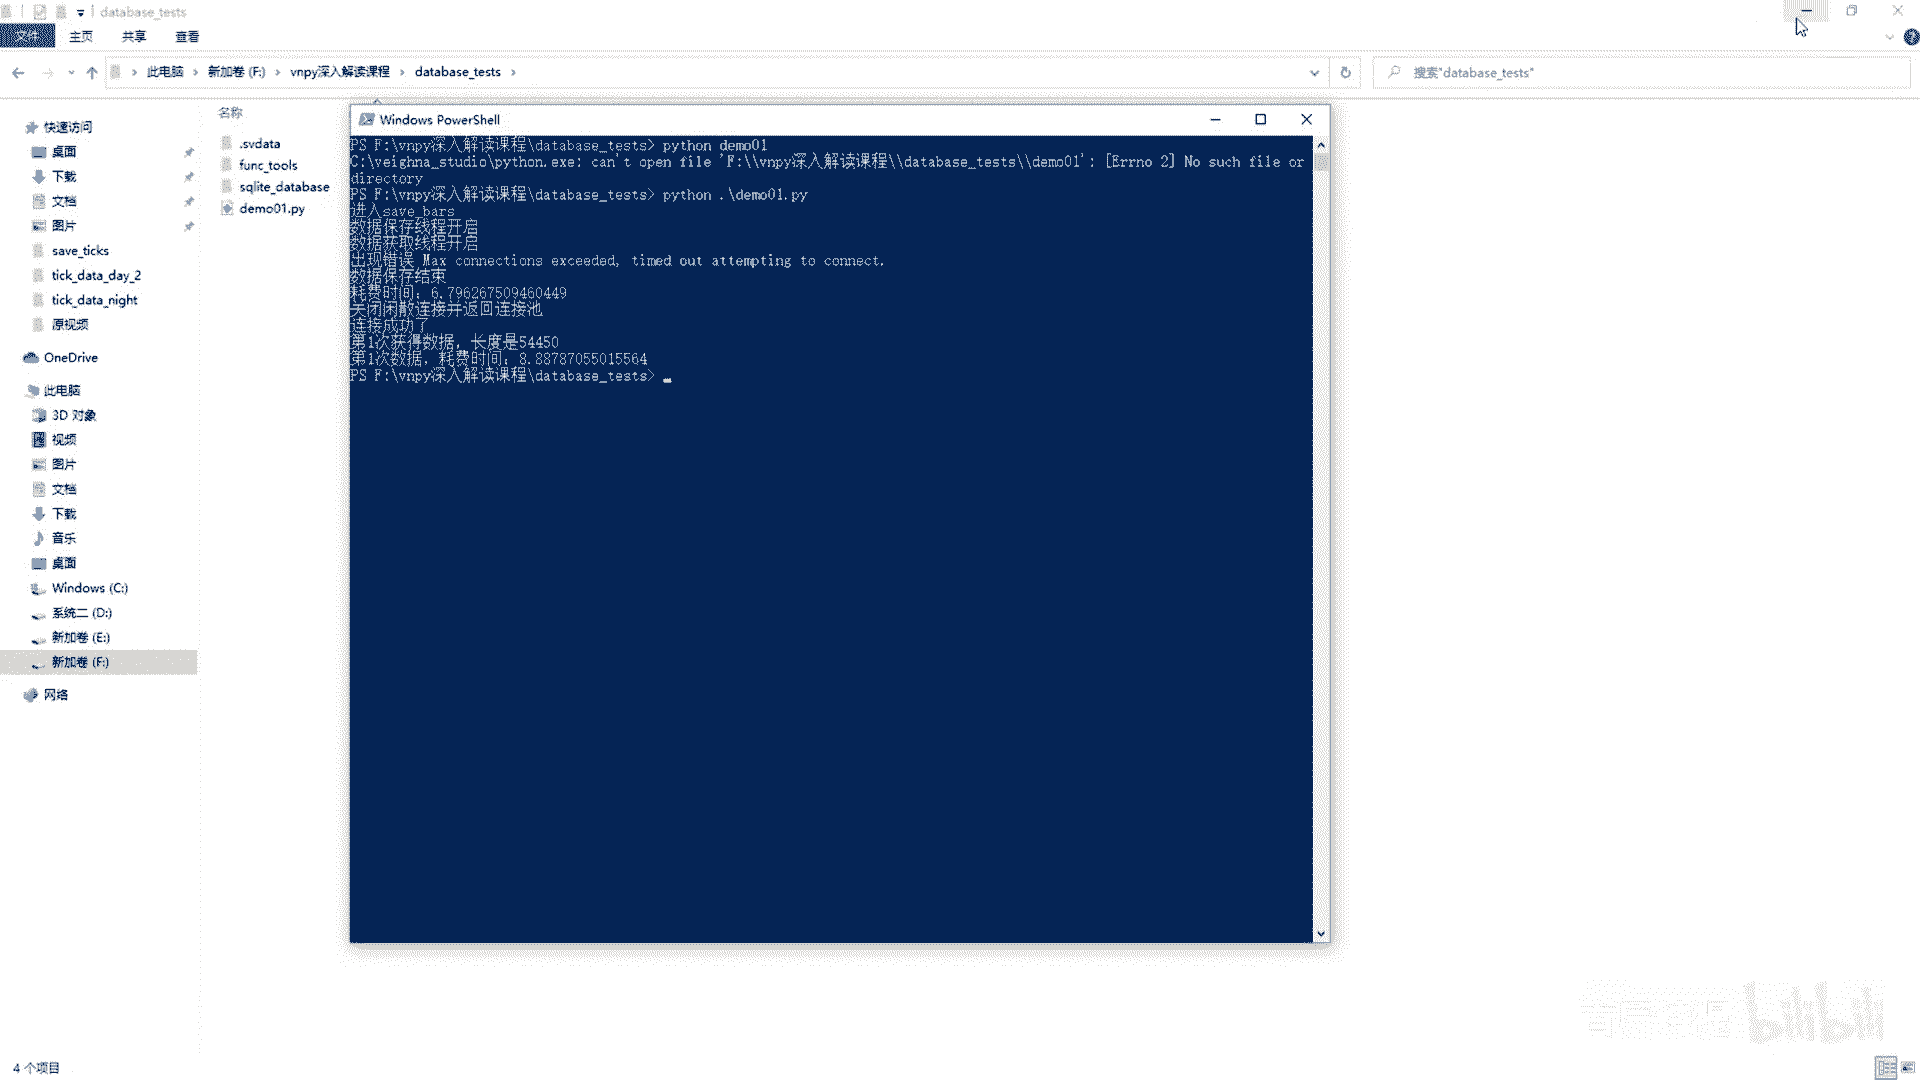 database_tests
文件 主页 共享 查看
此电脑 新加卷 (F:) vnpy深入解读课程 database_tests
搜索"database_tests"
快速访问
桌面
下载
文档
图片
save_ticks
tick_data_day_2
tick_data_night
原视频
OneDrive
此电脑
3D 对象
视频
图片
文档
下载
音乐
桌面
Windows (C:)
系统二 (D:)
新加卷 (E:)
新加卷 (F:)
网络
名称
.svdata
func_tools
sqlite_database
demo01.py
Windows PowerShell
PS F:\vnpy深入解读课程\database_tests> python demo01
C:\veighna_studio\python.exe: can't open file 'F:\\vnpy深入解读课程\\database_tests\\demo01': [Errno 2] No such file or
directory
PS F:\vnpy深入解读课程\database_tests> python .\demo01.py
进入save_bars
数据保存线程开启
数据获取线程开启
出现错误 Max connections exceeded, timed out attempting to connect.
数据保存结束
耗费时间：6.796267509460449
关闭闲散连接并返回连接池
连接成功了
第1次获得数据，长度是54450
第1次数据，耗费时间：8.88787055015564
PS F:\vnpy深入解读课程\database_tests>
4 个项目
bilibili